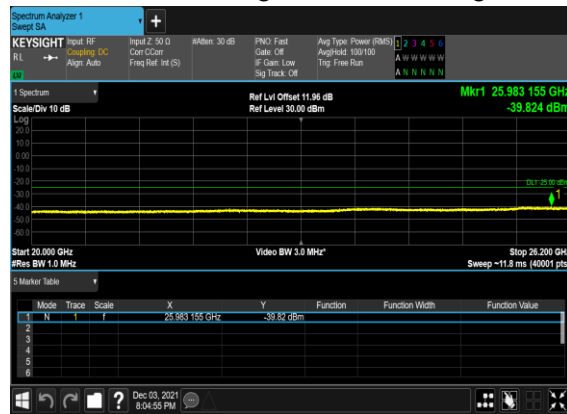 Spectrum Analyzer 1
Swept SA
+
KEYSIGHT Input: RF Input Z: 50 Ω #Atten: 30 dB PNO: Fast Avg Type: Power (RMS) 1 2 3 4 5 6
RL Coupling: DC Corr CCorr Gate: Off Avg|Hold: 100/100 A W W W W W
Align: Auto Freq Ref: Int (S) IF Gain: Low Trig: Free Run
LXI Sig Track: Off A N N N N N
1 Spectrum Ref Lvl Offset 11.96 dB Mkr1 25.983 155 GHz
Scale/Div 10 dB Ref Level 30.00 dBm -39.824 dBm
Log
20.0
10.0
0.00
-10.0
-20.0
DL1 -25.00 dBm
-30.0
1
-40.0
-50.0
-60.0
Start 20.000 GHz Video BW 3.0 MHz* Stop 26.200 GHz
#Res BW 1.0 MHz Sweep ~11.8 ms (40001 pts)
5 Marker Table
Mode Trace Scale X Y Function Function Width Function Value
1 N 1 f 25.983 155 GHz -39.82 dBm
2
3
4
5
6
? Dec 03, 2021
8:04:55 PM